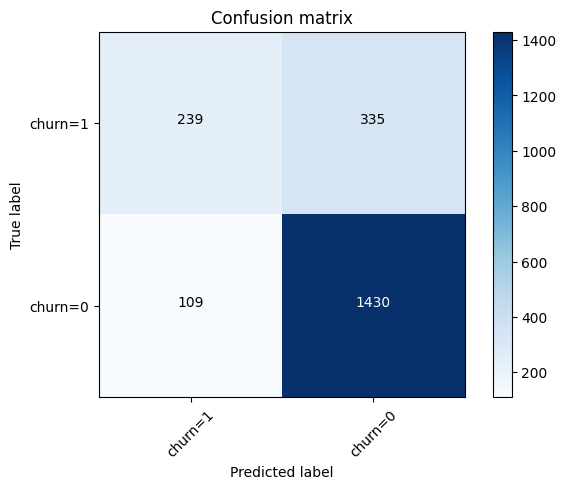 Confusion matrix
churn=1
239
335
churn=0
109
1430
churn=1
churn=0
True label
Predicted label
1400
1200
1000
800
600
400
200